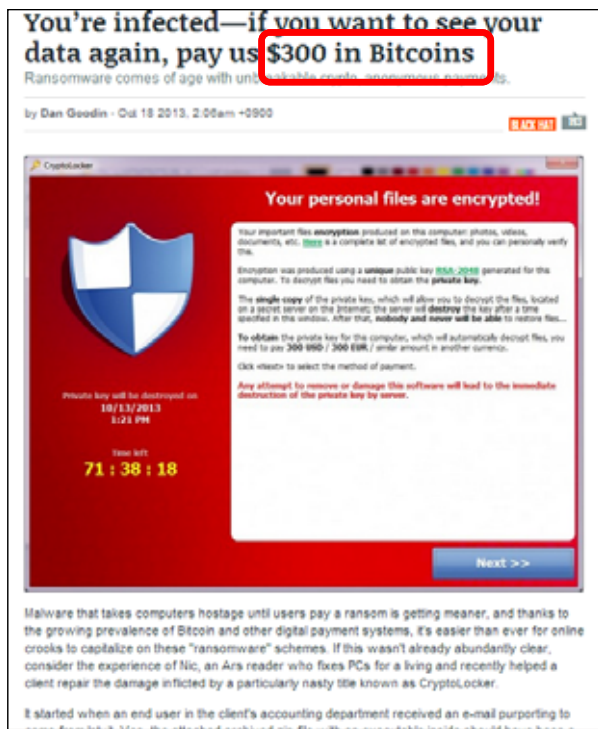 You're infected—if you want to see your
data again, pay us $300 in Bitcoins
Ransomware comes of age with unbreakable crypto, anonymous payments.
by Dan Goodin - Oct 18 2013, 2:06am +0900
BLACK HAT
CryptoLocker
Your personal files are encrypted!
Your important files encryption produced on this computer: photos, videos,
documents, etc. Here is a complete list of encrypted files, and you can personally verify
this.
Encryption was produced using a unique public key RSA-2048 generated for this
computer. To decrypt files you need to obtain the private key.
The single copy of the private key, which will allow you to decrypt the files, located
on a secret server on the Internet; the server will destroy the key after a time
specified in this window. After that, nobody and never will be able to restore files...
To obtain the private key for this computer, which will automatically decrypt files, you
need to pay 300 USD / 300 EUR / similar amount in another currency.
Click «Next» to select the method of payment.
Any attempt to remove or damage this software will lead to the immediate
destruction of the private key by server.
Private key will be destroyed on
10/13/2013
1:21 PM
Time left
71 : 38 : 18
Next >>
Malware that takes computers hostage until users pay a ransom is getting meaner, and thanks to
the growing prevalence of Bitcoin and other digital payment systems, it's easier than ever for online
crooks to capitalize on these "ransomware" schemes. If this wasn't already abundantly clear,
consider the experience of Nic, an Ars reader who fixes PCs for a living and recently helped a
client repair the damage inflicted by a particularly nasty title known as CryptoLocker.
It started when an end user in the client's accounting department received an e-mail purporting to